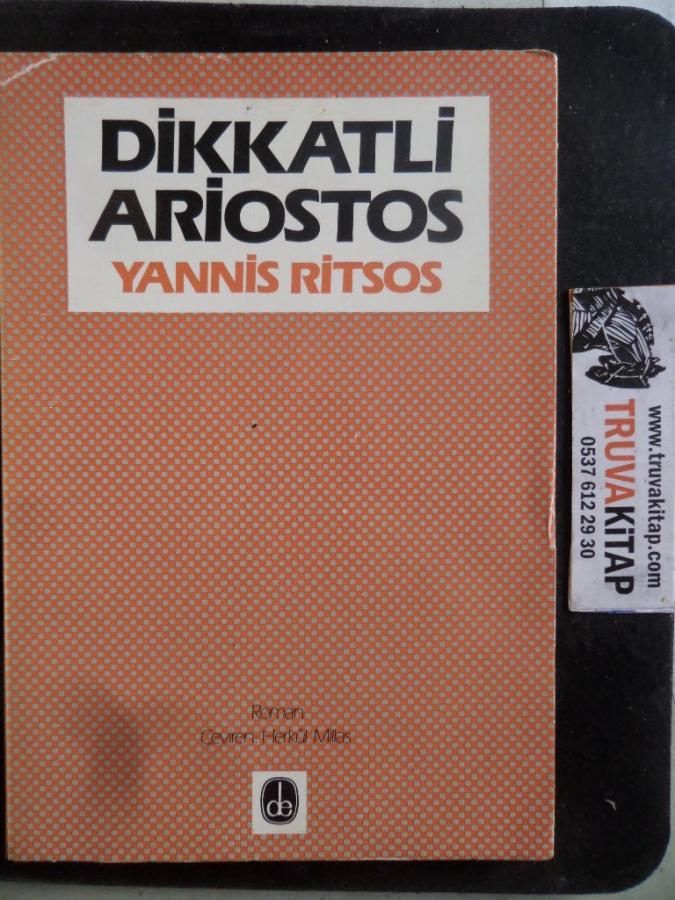 DİKKATLİ
ARİOSTOS
YANNİS RİTSOS
Roman
Çeviren: Herkül Millas
de
www.truvakitap.com
TRUVAKİTAP
0537 612 29 30